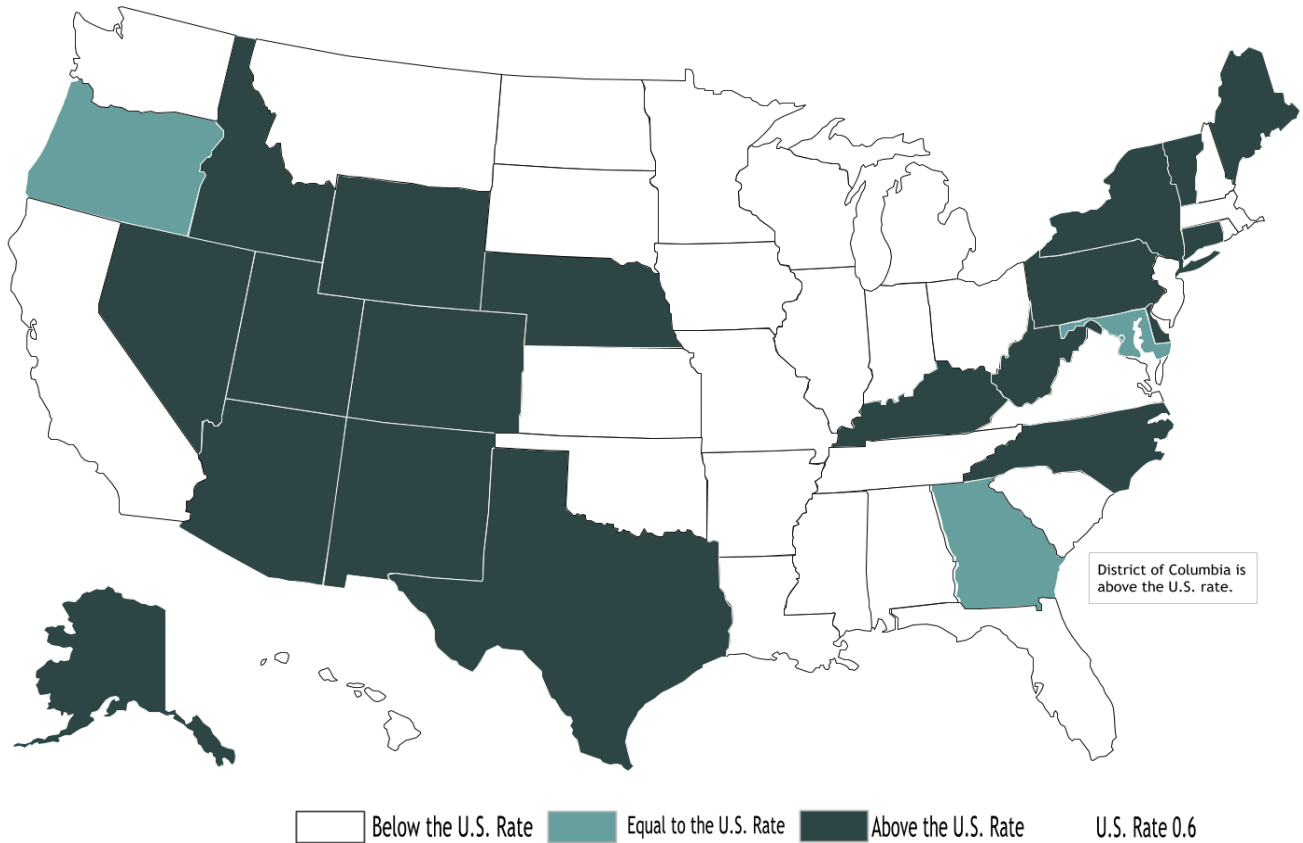 District of Columbia is
above the U.S. rate.
Below the U.S. Rate
Equal to the U.S. Rate
Above the U.S. Rate
U.S. Rate 0.6